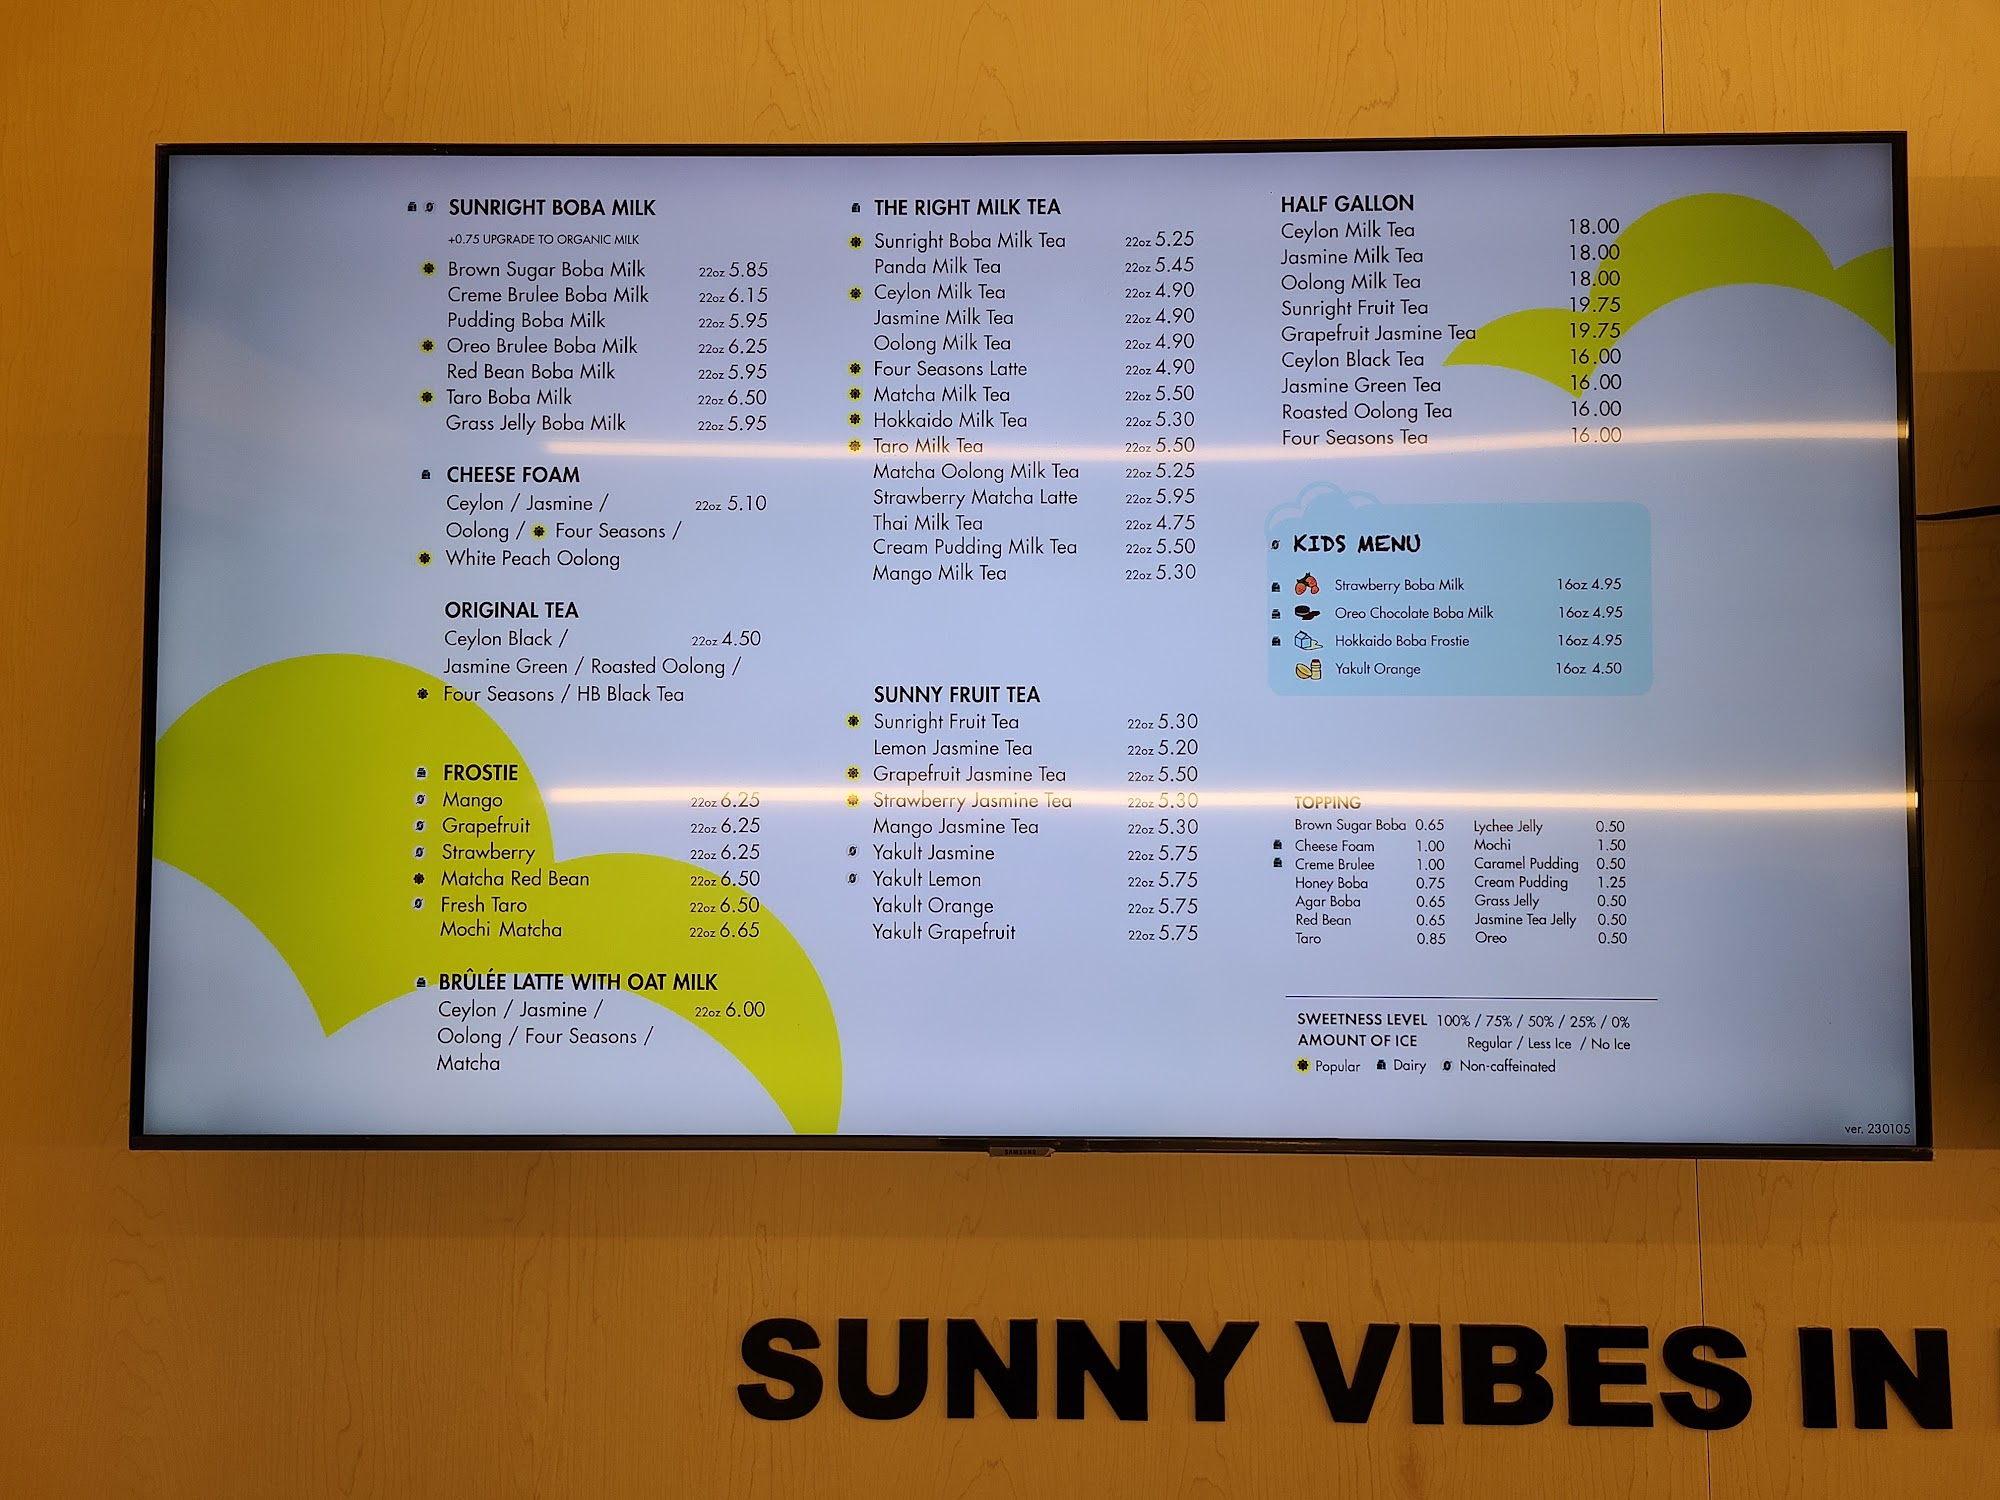 SUNRIGHT BOBA MILK
+0.75 UPGRADE TO ORGANIC MILK
Brown Sugar Boba Milk 22oz 5.85
Creme Brulee Boba Milk 22oz 6.15
Pudding Boba Milk 22oz 5.95
Oreo Brulee Boba Milk 22oz 6.25
Red Bean Boba Milk 22oz 5.95
Taro Boba Milk 22oz 6.50
Grass Jelly Boba Milk 22oz 5.95
CHEESE FOAM
Ceylon / Jasmine / 22oz 5.10
Oolong / Four Seasons /
White Peach Oolong
ORIGINAL TEA
Ceylon Black / 22oz 4.50
Jasmine Green / Roasted Oolong /
Four Seasons / HB Black Tea
FROSTIE
Mango 22oz 6.25
Grapefruit 22oz 6.25
Strawberry 22oz 6.25
Matcha Red Bean 22oz 6.50
Fresh Taro 22oz 6.50
Mochi Matcha 22oz 6.65
BRÛLÉE LATTE WITH OAT MILK
Ceylon / Jasmine / 22oz 6.00
Oolong / Four Seasons /
Matcha
THE RIGHT MILK TEA
Sunright Boba Milk Tea 22oz 5.25
Panda Milk Tea 22oz 5.45
Ceylon Milk Tea 22oz 4.90
Jasmine Milk Tea 22oz 4.90
Oolong Milk Tea 22oz 4.90
Four Seasons Latte 22oz 4.90
Matcha Milk Tea 22oz 5.50
Hokkaido Milk Tea 22oz 5.30
Taro Milk Tea 22oz 5.50
Matcha Oolong Milk Tea 22oz 5.25
Strawberry Matcha Latte 22oz 5.95
Thai Milk Tea 22oz 4.75
Cream Pudding Milk Tea 22oz 5.50
Mango Milk Tea 22oz 5.30
SUNNY FRUIT TEA
Sunright Fruit Tea 22oz 5.30
Lemon Jasmine Tea 22oz 5.20
Grapefruit Jasmine Tea 22oz 5.50
Strawberry Jasmine Tea 22oz 5.30
Mango Jasmine Tea 22oz 5.30
Yakult Jasmine 22oz 5.75
Yakult Lemon 22oz 5.75
Yakult Orange 22oz 5.75
Yakult Grapefruit 22oz 5.75
HALF GALLON
Ceylon Milk Tea 18.00
Jasmine Milk Tea 18.00
Oolong Milk Tea 18.00
Sunright Fruit Tea 19.75
Grapefruit Jasmine Tea 19.75
Ceylon Black Tea 16.00
Jasmine Green Tea 16.00
Roasted Oolong Tea 16.00
Four Seasons Tea 16.00
KIDS MENU
Strawberry Boba Milk 16oz 4.95
Oreo Chocolate Boba Milk 16oz 4.95
Hokkaido Boba Frostie 16oz 4.95
Yakult Orange 16oz 4.50
TOPPING
Brown Sugar Boba 0.65 Lychee Jelly 0.50
Cheese Foam 1.00 Mochi 1.50
Creme Brulee 1.00 Caramel Pudding 0.50
Honey Boba 0.75 Cream Pudding 1.25
Agar Boba 0.65 Grass Jelly 0.50
Red Bean 0.65 Jasmine Tea Jelly 0.50
Taro 0.85 Oreo 0.50
SWEETNESS LEVEL 100% / 75% / 50% / 25% / 0%
AMOUNT OF ICE Regular / Less Ice / No Ice
Popular Dairy Non-caffeinated
ver. 230105
SAMSUNG
SUNNY VIBES IN